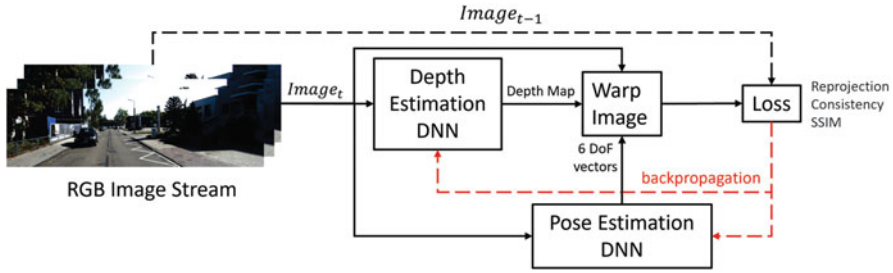 Image_{t-1}
Image_t
Depth
Estimation
DNN
Depth Map
Warp
Image
Loss
Reprojection
Consistency
SSIM
6 DoF
vectors
backpropagation
RGB Image Stream
Pose Estimation
DNN